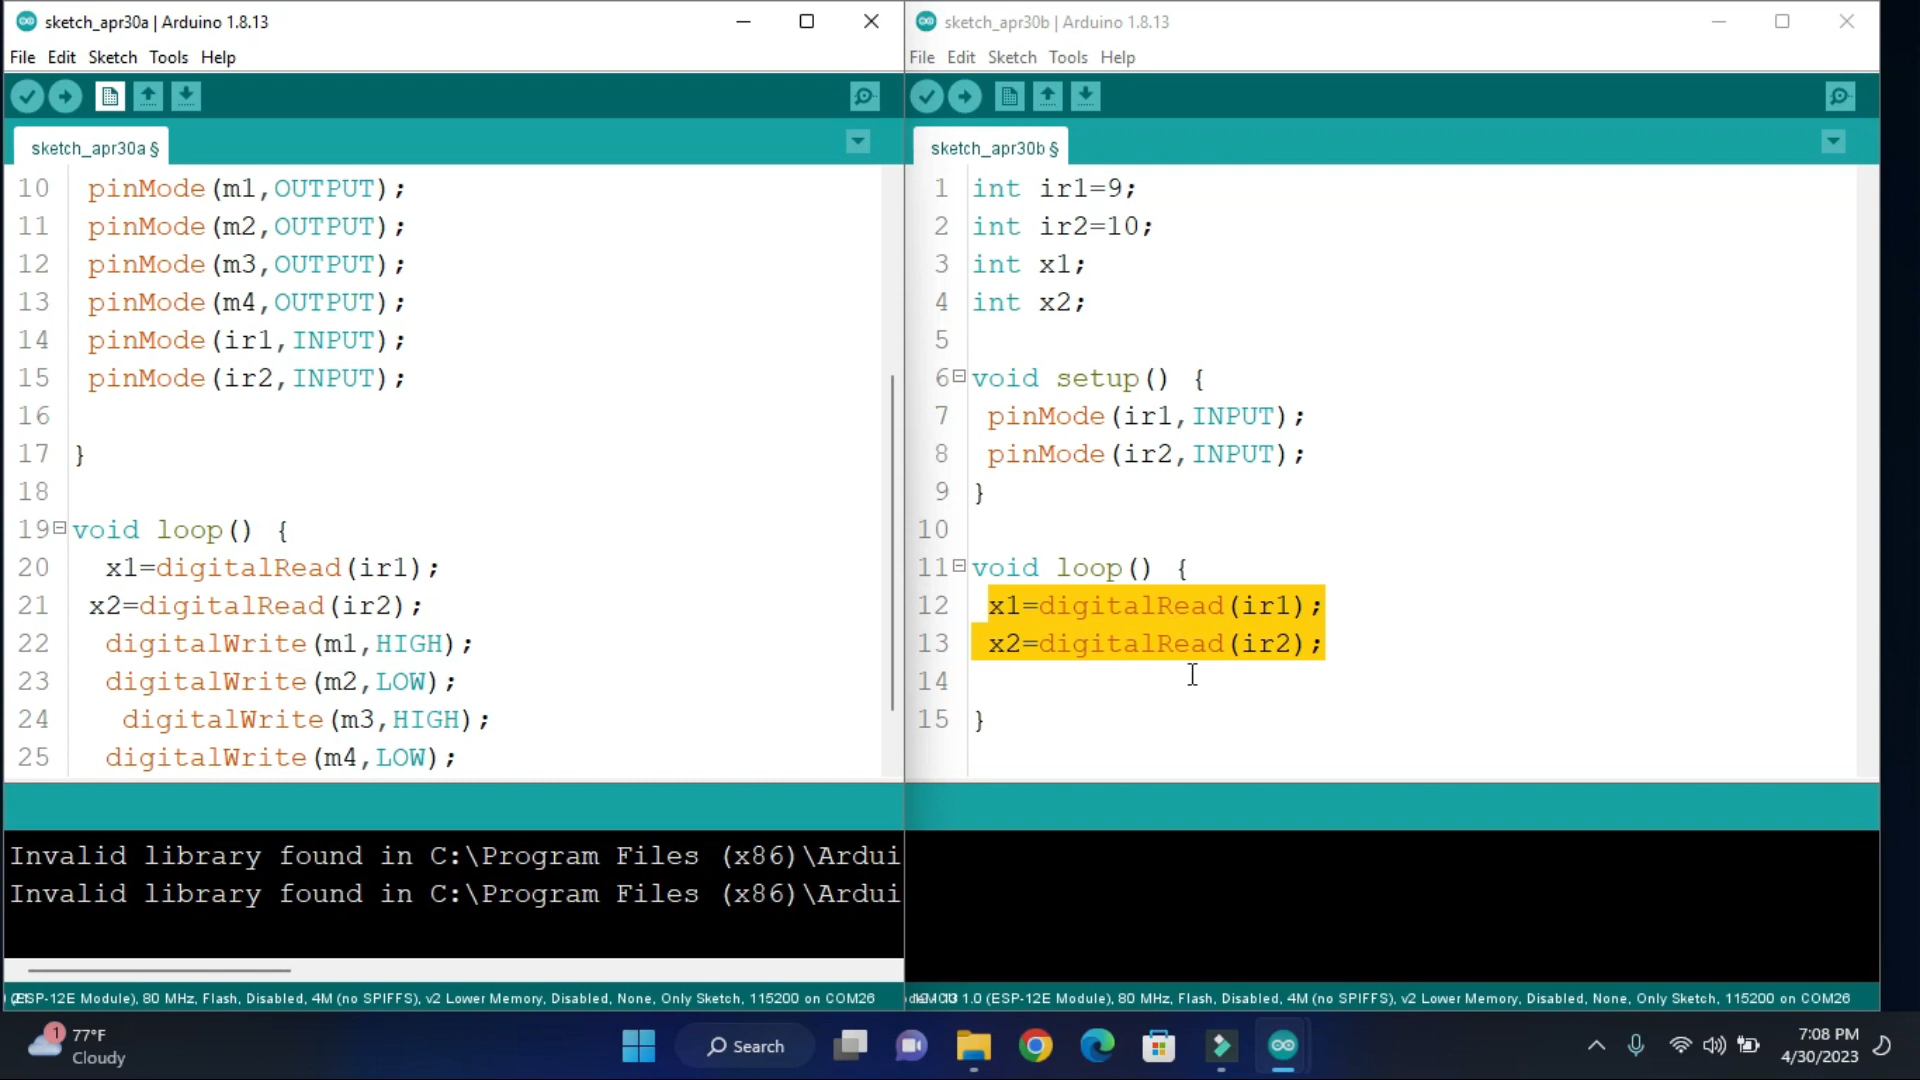 sketch_apr30a | Arduino 1.8.13
File Edit Sketch Tools Help
sketch_apr30a §
10 pinMode(m1,OUTPUT);
11 pinMode(m2,OUTPUT);
12 pinMode(m3,OUTPUT);
13 pinMode(m4,OUTPUT);
14 pinMode(ir1,INPUT);
15 pinMode(ir2,INPUT);
16
17 }
18
19 void loop() {
20 x1=digitalRead(ir1);
21 x2=digitalRead(ir2);
22 digitalWrite(m1,HIGH);
23 digitalWrite(m2,LOW);
24 digitalWrite(m3,HIGH);
25 digitalWrite(m4,LOW);
Invalid library found in C:\Program Files (x86)\Ardui
Invalid library found in C:\Program Files (x86)\Ardui
(ESP-12E Module), 80 MHz, Flash, Disabled, 4M (no SPIFFS), v2 Lower Memory, Disabled, None, Only Sketch, 115200 on COM26
sketch_apr30b | Arduino 1.8.13
File Edit Sketch Tools Help
sketch_apr30b §
1 int ir1=9;
2 int ir2=10;
3 int x1;
4 int x2;
5
6 void setup() {
7 pinMode(ir1,INPUT);
8 pinMode(ir2,INPUT);
9 }
10
11 void loop() {
12 x1=digitalRead(ir1);
13 x2=digitalRead(ir2);
14
15 }
1.0 (ESP-12E Module), 80 MHz, Flash, Disabled, 4M (no SPIFFS), v2 Lower Memory, Disabled, None, Only Sketch, 115200 on COM26
1
77°F
Cloudy
Search
7:08 PM
4/30/2023